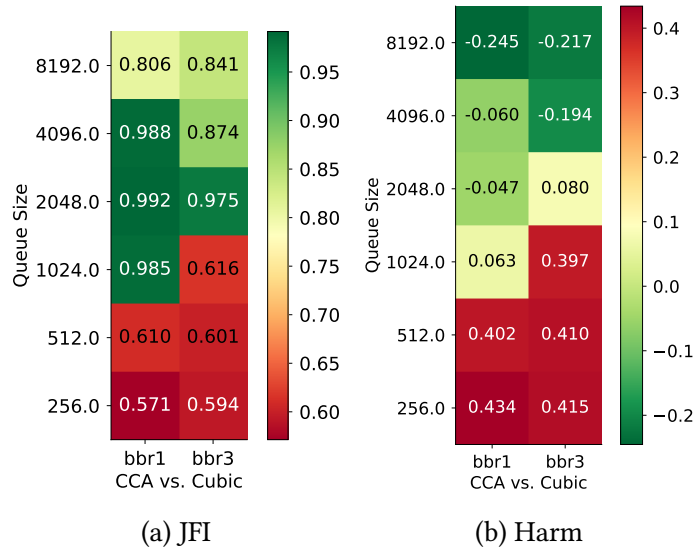 8192.0 0.806 0.841
4096.0 0.988 0.874
2048.0 0.992 0.975
1024.0 0.985 0.616
512.0 0.610 0.601
256.0 0.571 0.594
Queue Size
bbr1 bbr3
CCA vs. Cubic
0.95
0.90
0.85
0.80
0.75
0.70
0.65
0.60
(a) JFI
8192.0 -0.245 -0.217
4096.0 -0.060 -0.194
2048.0 -0.047 0.080
1024.0 0.063 0.397
512.0 0.402 0.410
256.0 0.434 0.415
Queue Size
bbr1 bbr3
CCA vs. Cubic
0.4
0.3
0.2
0.1
0.0
−0.1
−0.2
(b) Harm